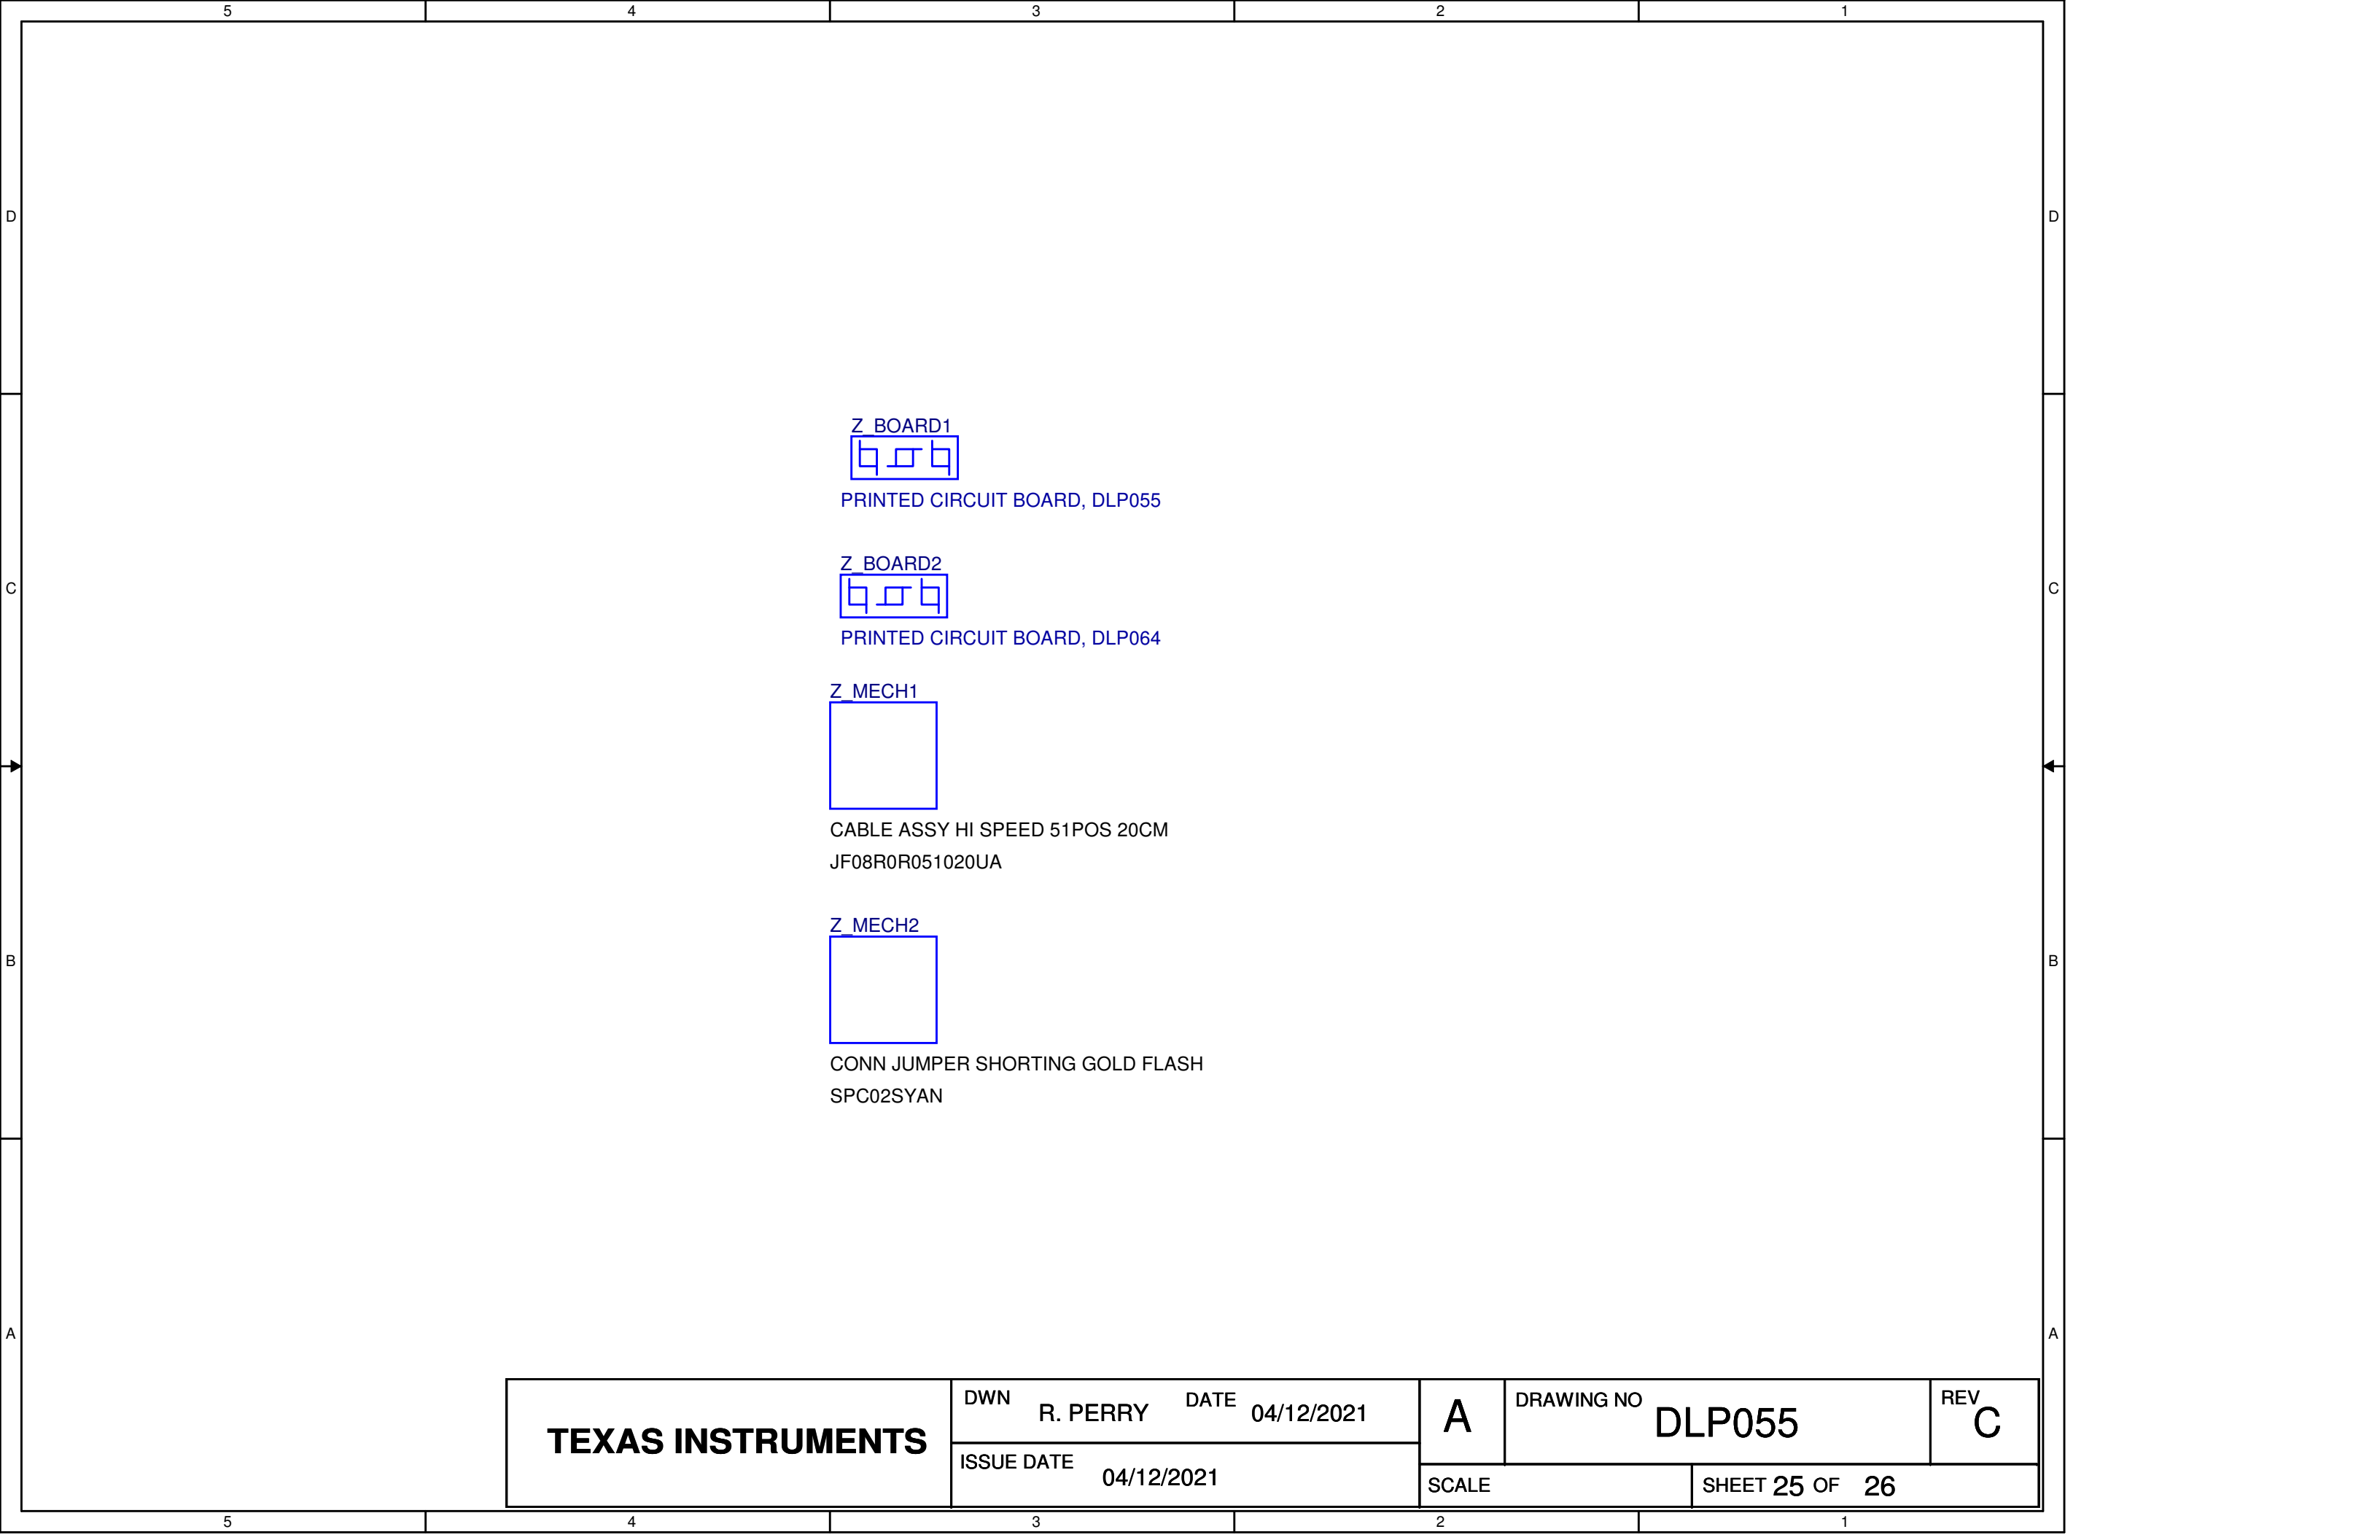 5 4 3 2 1
D D
Z_BOARD1
PRINTED CIRCUIT BOARD, DLP055
Z_BOARD2
C C
PRINTED CIRCUIT BOARD, DLP064
Z_MECH1
CABLE ASSY HI SPEED 51POS 20CM
JF08R0R051020UA
Z_MECH2
B B
CONN JUMPER SHORTING GOLD FLASH
SPC02SYAN
A A
TEXAS INSTRUMENTS
DWN R. PERRY DATE 04/12/2021
ISSUE DATE 04/12/2021
A
DRAWING NO DLP055
REV C
SCALE
SHEET 25 OF 26
5 4 3 2 1